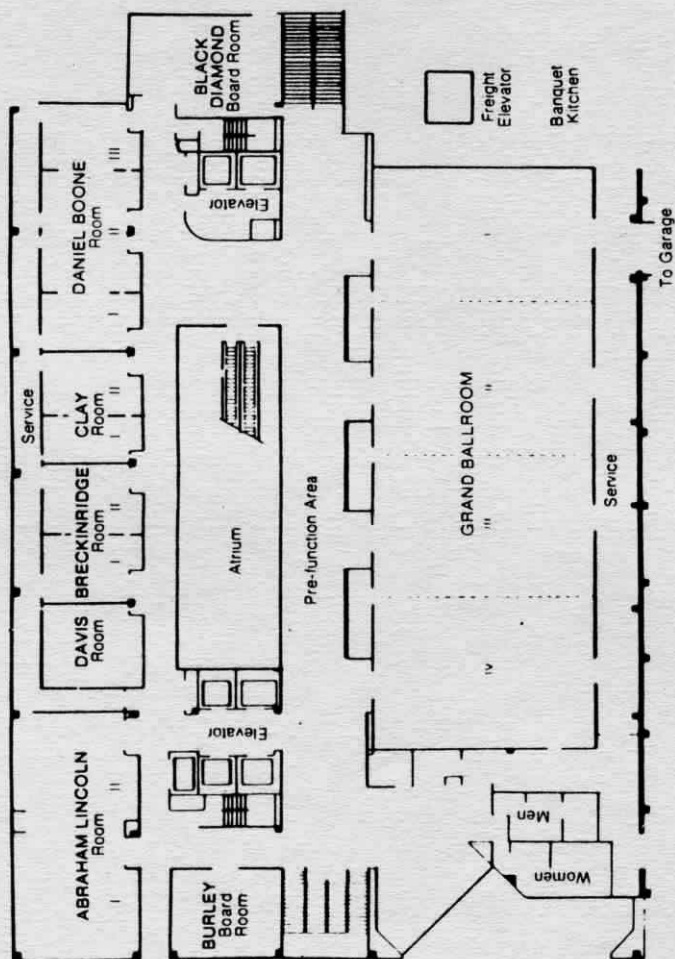 Service
ABRAHAM LINCOLN
Room
I
II
DAVIS
Room
BRECKINRIDGE
Room
I
II
CLAY
Room
I
II
DANIEL BOONE
Room
I
II
III
BURLEY
Board
Room
BLACK
DIAMOND
Board Room
Elevator
Atrium
Elevator
Pre-function Area
GRAND BALLROOM
IV
III
II
Freight
Elevator
Banquet
Kitchen
Men
Women
Service
To Garage